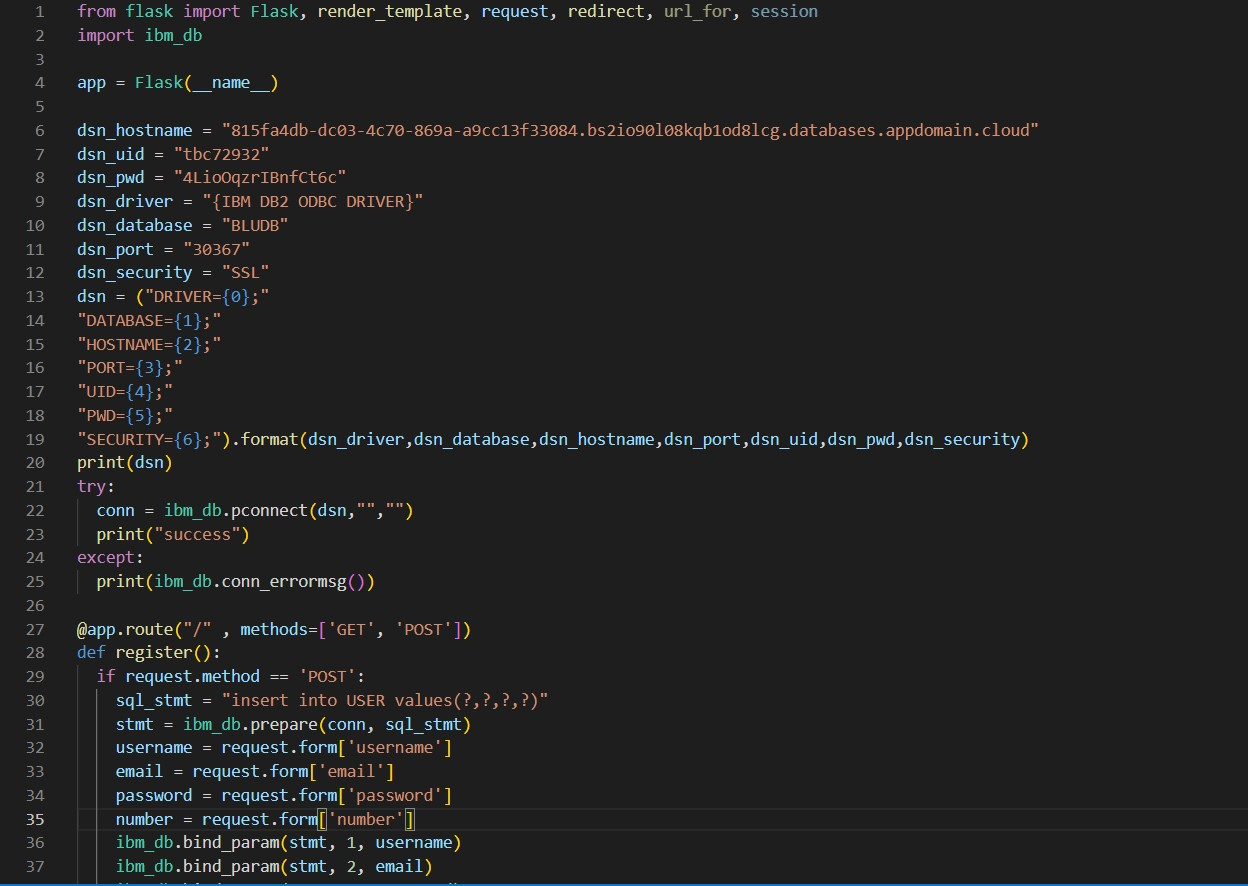 1 from flask import Flask, render_template, request, redirect, url_for, session
2 import ibm_db
3
4 app = Flask(__name__)
5
6 dsn_hostname = "815fa4db-dc03-4c70-869a-a9cc13f33084.bs2io90l08kqb1od8lcg.databases.appdomain.cloud"
7 dsn_uid = "tbc72932"
8 dsn_pwd = "4LioOqzrIBnfCt6c"
9 dsn_driver = "{IBM DB2 ODBC DRIVER}"
10 dsn_database = "BLUDB"
11 dsn_port = "30367"
12 dsn_security = "SSL"
13 dsn = ("DRIVER={0};"
14 "DATABASE={1};"
15 "HOSTNAME={2};"
16 "PORT={3};"
17 "UID={4};"
18 "PWD={5};"
19 "SECURITY={6};").format(dsn_driver,dsn_database,dsn_hostname,dsn_port,dsn_uid,dsn_pwd,dsn_security)
20 print(dsn)
21 try:
22 conn = ibm_db.pconnect(dsn,"","")
23 print("success")
24 except:
25 print(ibm_db.conn_errormsg())
26
27 @app.route("/" , methods=['GET', 'POST'])
28 def register():
29 if request.method == 'POST':
30 sql_stmt = "insert into USER values(?,?,?,?)"
31 stmt = ibm_db.prepare(conn, sql_stmt)
32 username = request.form['username']
33 email = request.form['email']
34 password = request.form['password']
35 number = request.form['number']
36 ibm_db.bind_param(stmt, 1, username)
37 ibm_db.bind_param(stmt, 2, email)